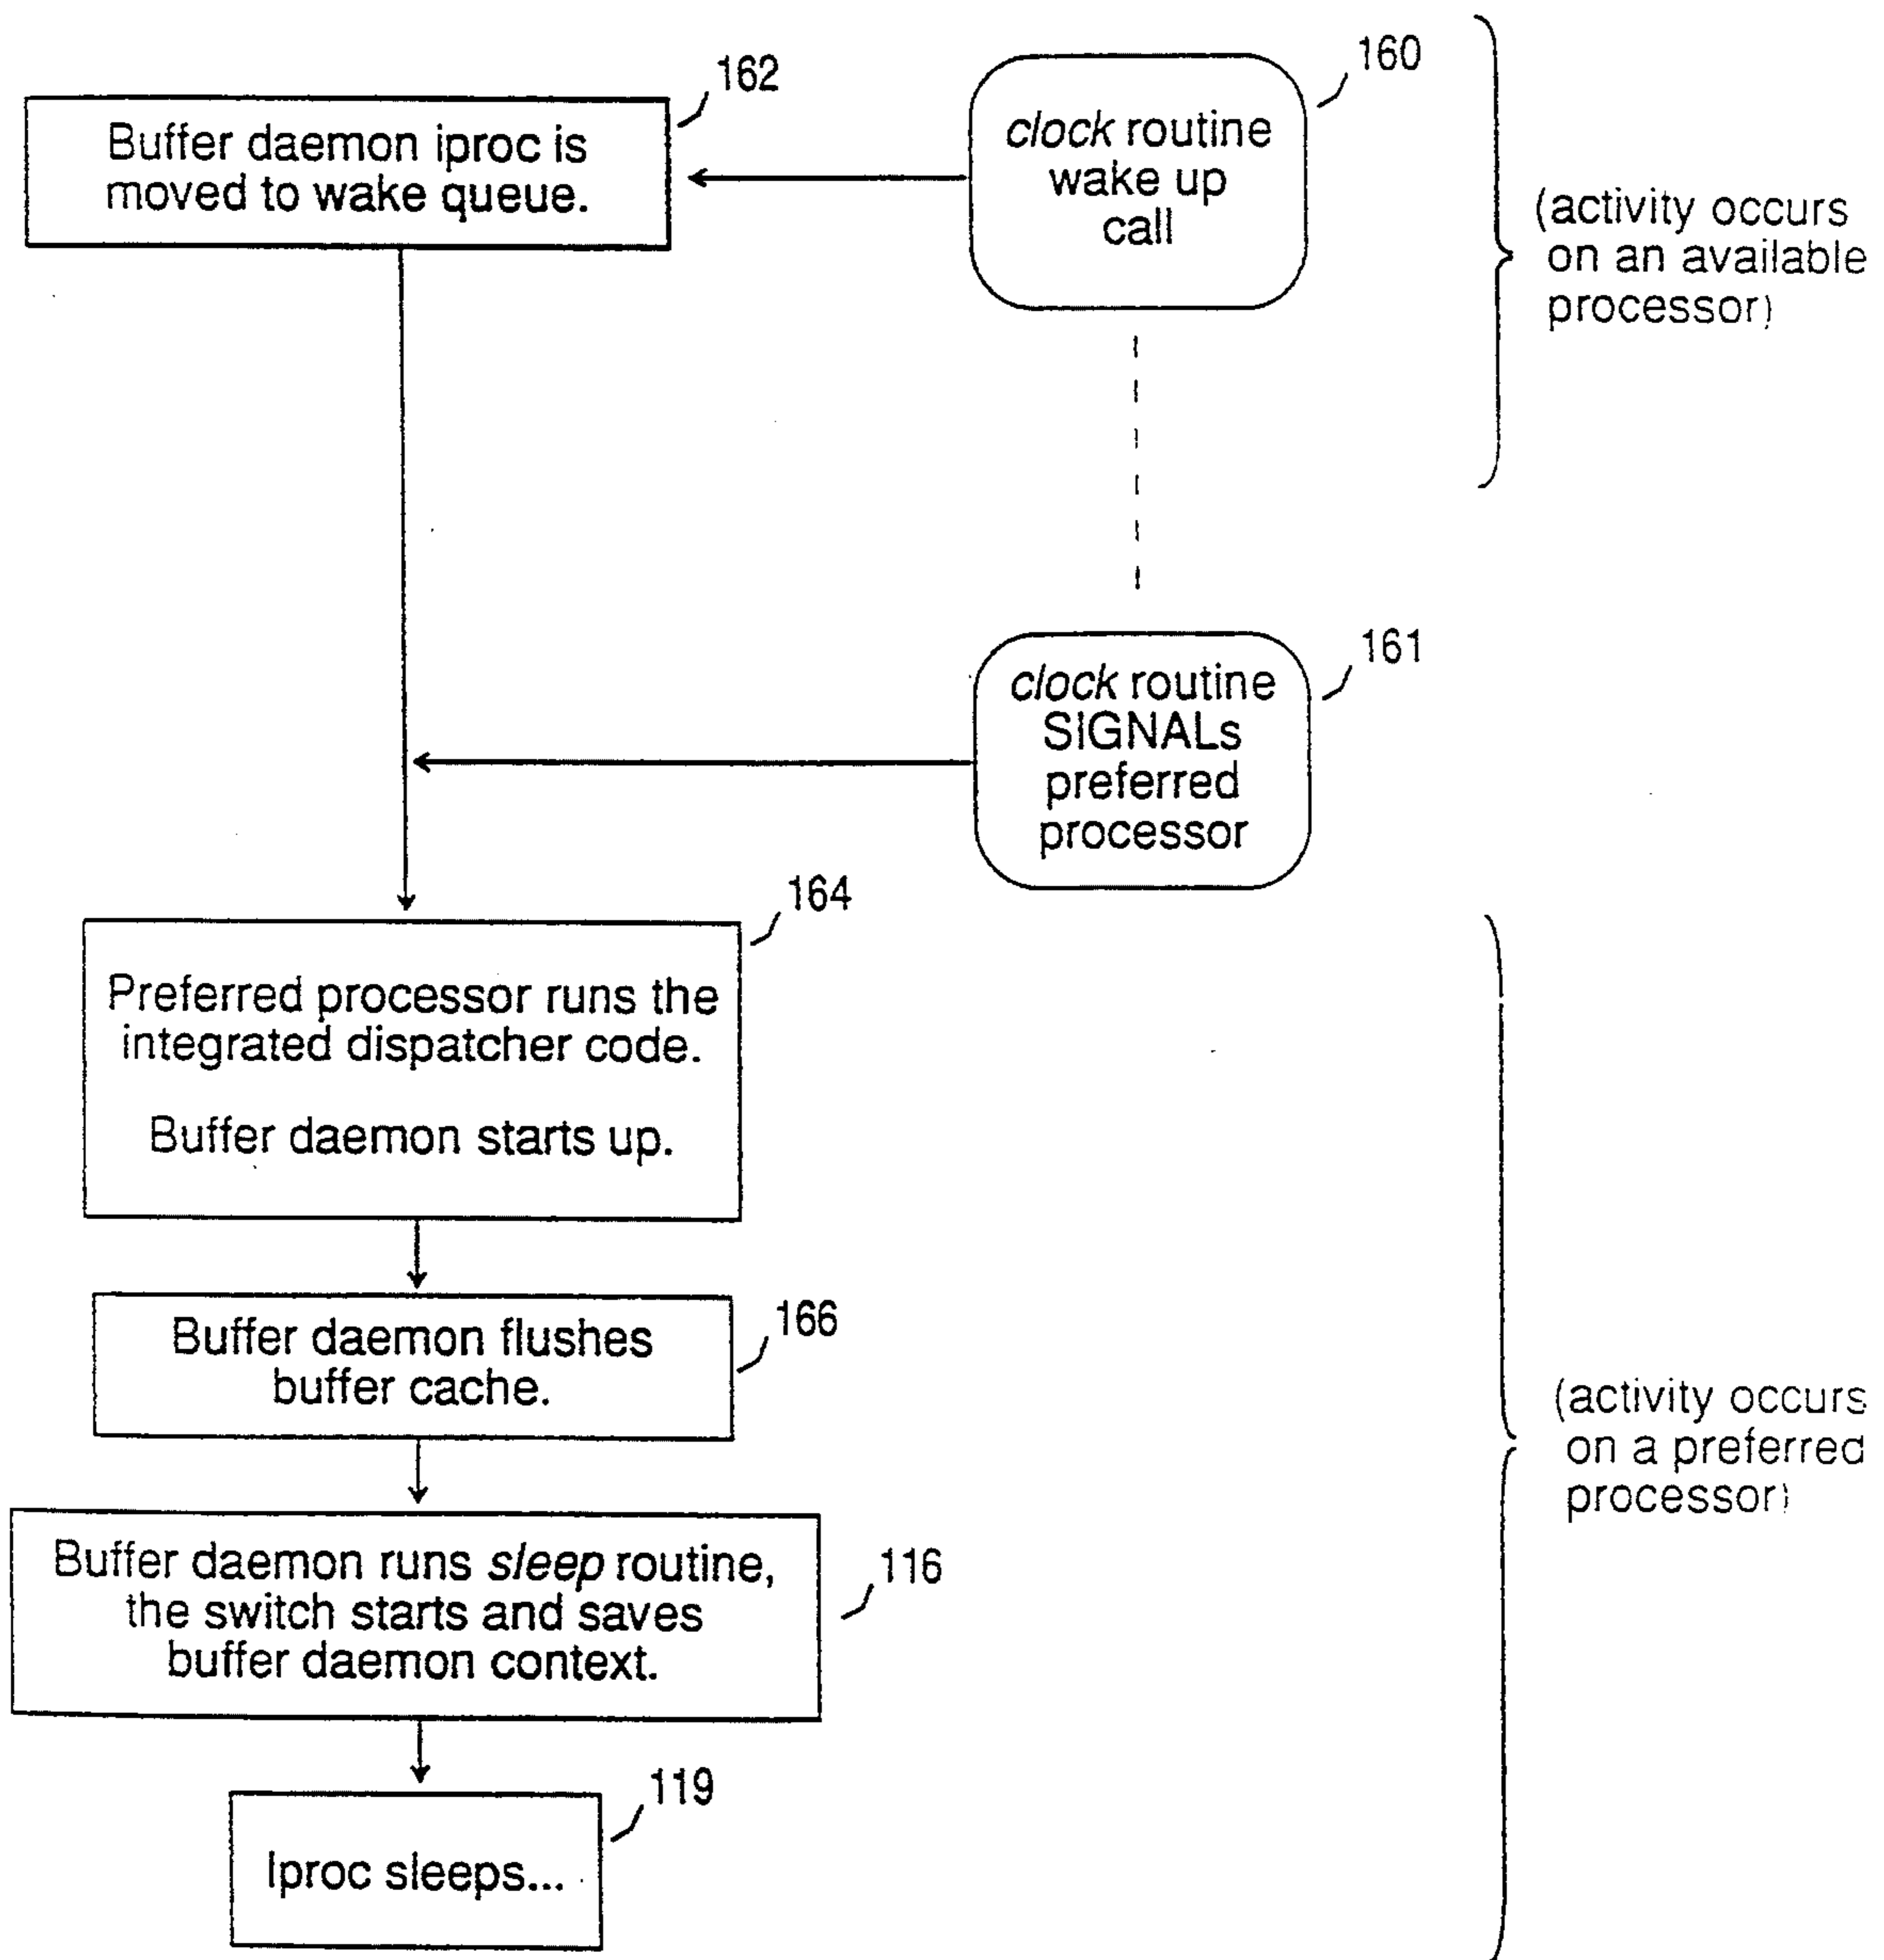 162
Buffer daemon iproc is
moved to wake queue.
160
clock routine
wake up
call
(activity occurs
on an available
processor)
161
clock routine
SIGNALs
preferred
processor
164
Preferred processor runs the
integrated dispatcher code.
Buffer daemon starts up.
166
Buffer daemon flushes
buffer cache.
(activity occurs
on a preferred
processor)
116
Buffer daemon runs sleep routine,
the switch starts and saves
buffer daemon context.
119
Iproc sleeps...